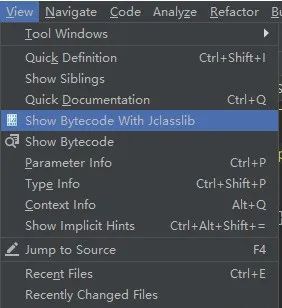 View Navigate Code Analyze Refactor
Tool Windows
Quick Definition Ctrl+Shift+I
Show Siblings
Quick Documentation Ctrl+Q
Show Bytecode With Jclasslib
Show Bytecode
Parameter Info Ctrl+P
Type Info Ctrl+Shift+P
Context Info Alt+Q
Show Implicit Hints Ctrl+Alt+Shift+=
Jump to Source F4
Recent Files Ctrl+E
Recently Changed Files